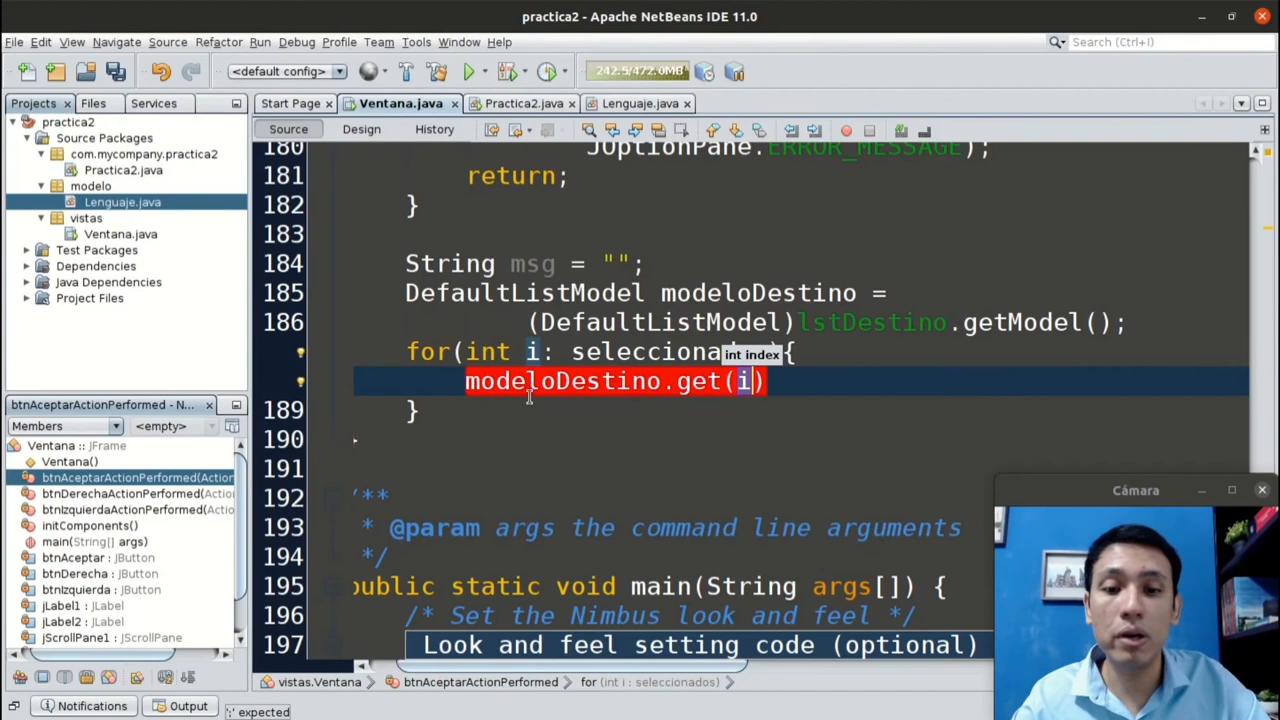 practica2 - Apache NetBeans IDE 11.0
File Edit View Navigate Source Refactor Run Debug Profile Team Tools Window Help
Search (Ctrl+I)
<default config>
242.5/472.0MB
Projects Files Services
Start Page Ventana.java Practica2.java Lenguaje.java
Source Design History
practica2
Source Packages
com.mycompany.practica2
Practica2.java
modelo
Lenguaje.java
vistas
Ventana.java
Test Packages
Dependencies
Java Dependencies
Project Files
180 JOptionPane.ERROR_MESSAGE);
181 return;
182 }
183
184 String msg = "";
185 DefaultListModel modeloDestino =
186 (DefaultListModel)lstDestino.getModel();
for(int i: seleccionad int index ){
modeloDestino.get(i)
189 }
190
191
192 /**
193 * @param args the command line arguments
194 */
195 public static void main(String args[]) {
196 /* Set the Nimbus look and feel */
197 Look and feel setting code (optional)
btnAceptarActionPerformed - N...
Members <empty>
Ventana :: JFrame
Ventana()
btnAceptarActionPerformed(Action
btnDerechaActionPerformed(Actio
btnIzquierdaActionPerformed(Actio
initComponents()
main(String[] args)
btnAceptar : JButton
btnDerecha : JButton
btnIzquierda : JButton
jLabel1 : JLabel
jLabel2 : JLabel
jScrollPane1 : JScrollPane
Cámara
vistas.Ventana btnAceptarActionPerformed for (int i : seleccionados)
Notifications Output ';' expected